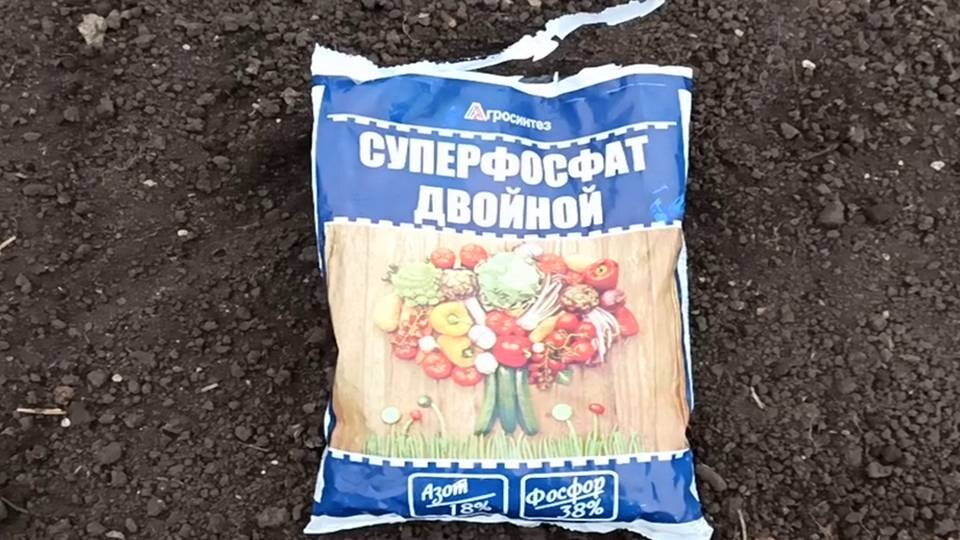 Агросинтез
СУПЕРФОСФАТ
ДВОЙНОЙ
Азот
18%
Фосфор
38%